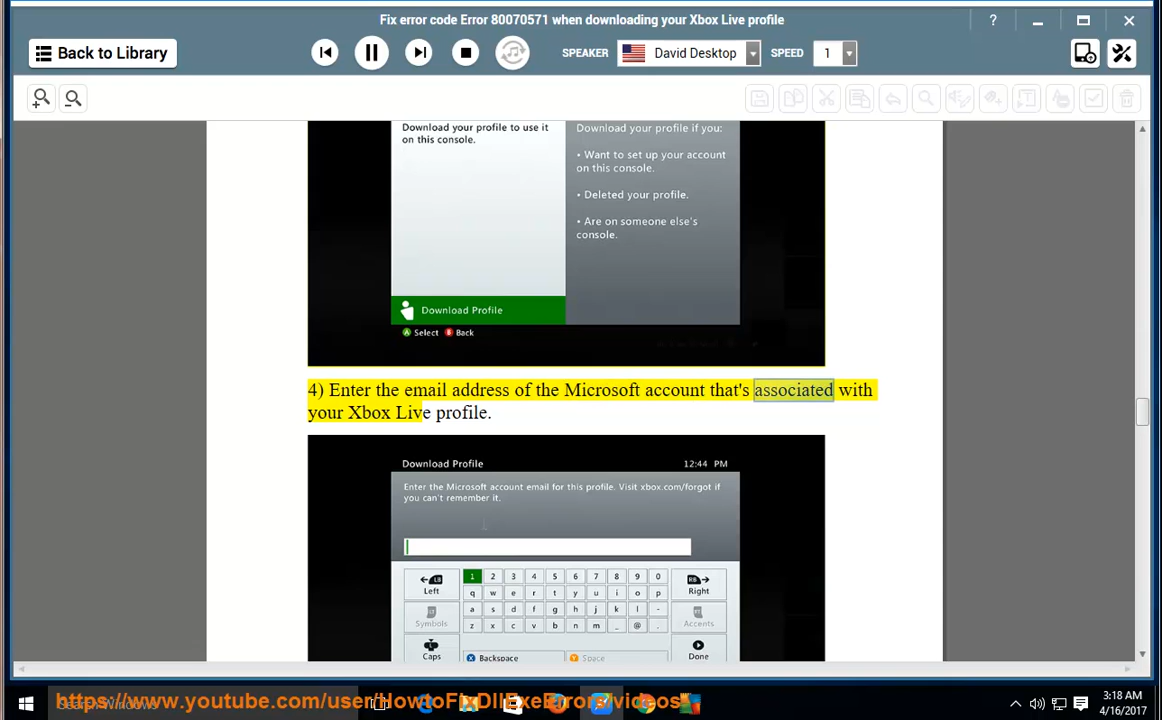 Fix error code Error 80070571 when downloading your Xbox Live profile
?
Back to Library
SPEAKER
David Desktop
SPEED
1
Download your profile to use it
on this console.
Download your profile if you:
• Want to set up your account
on this console.
• Deleted your profile.
• Are on someone else's
console.
Download Profile
A Select B Back
4) Enter the email address of the Microsoft account that's associated with
your Xbox Live profile.
Download Profile 12:44 PM
Enter the Microsoft account email for this profile. Visit xbox.com/forgot if
you can't remember it.
LB 1 2 3 4 5 6 7 8 9 0 RB
Left q w e r t y u i o p Right
a s d f g h j k l -
Symbols z x c v b n m _ @ . Accents
Caps X Backspace Y Space Done
Search Windows
https://www.youtube.com/user/HowtoFixDllExeErrors/videos
3:18 AM
4/16/2017